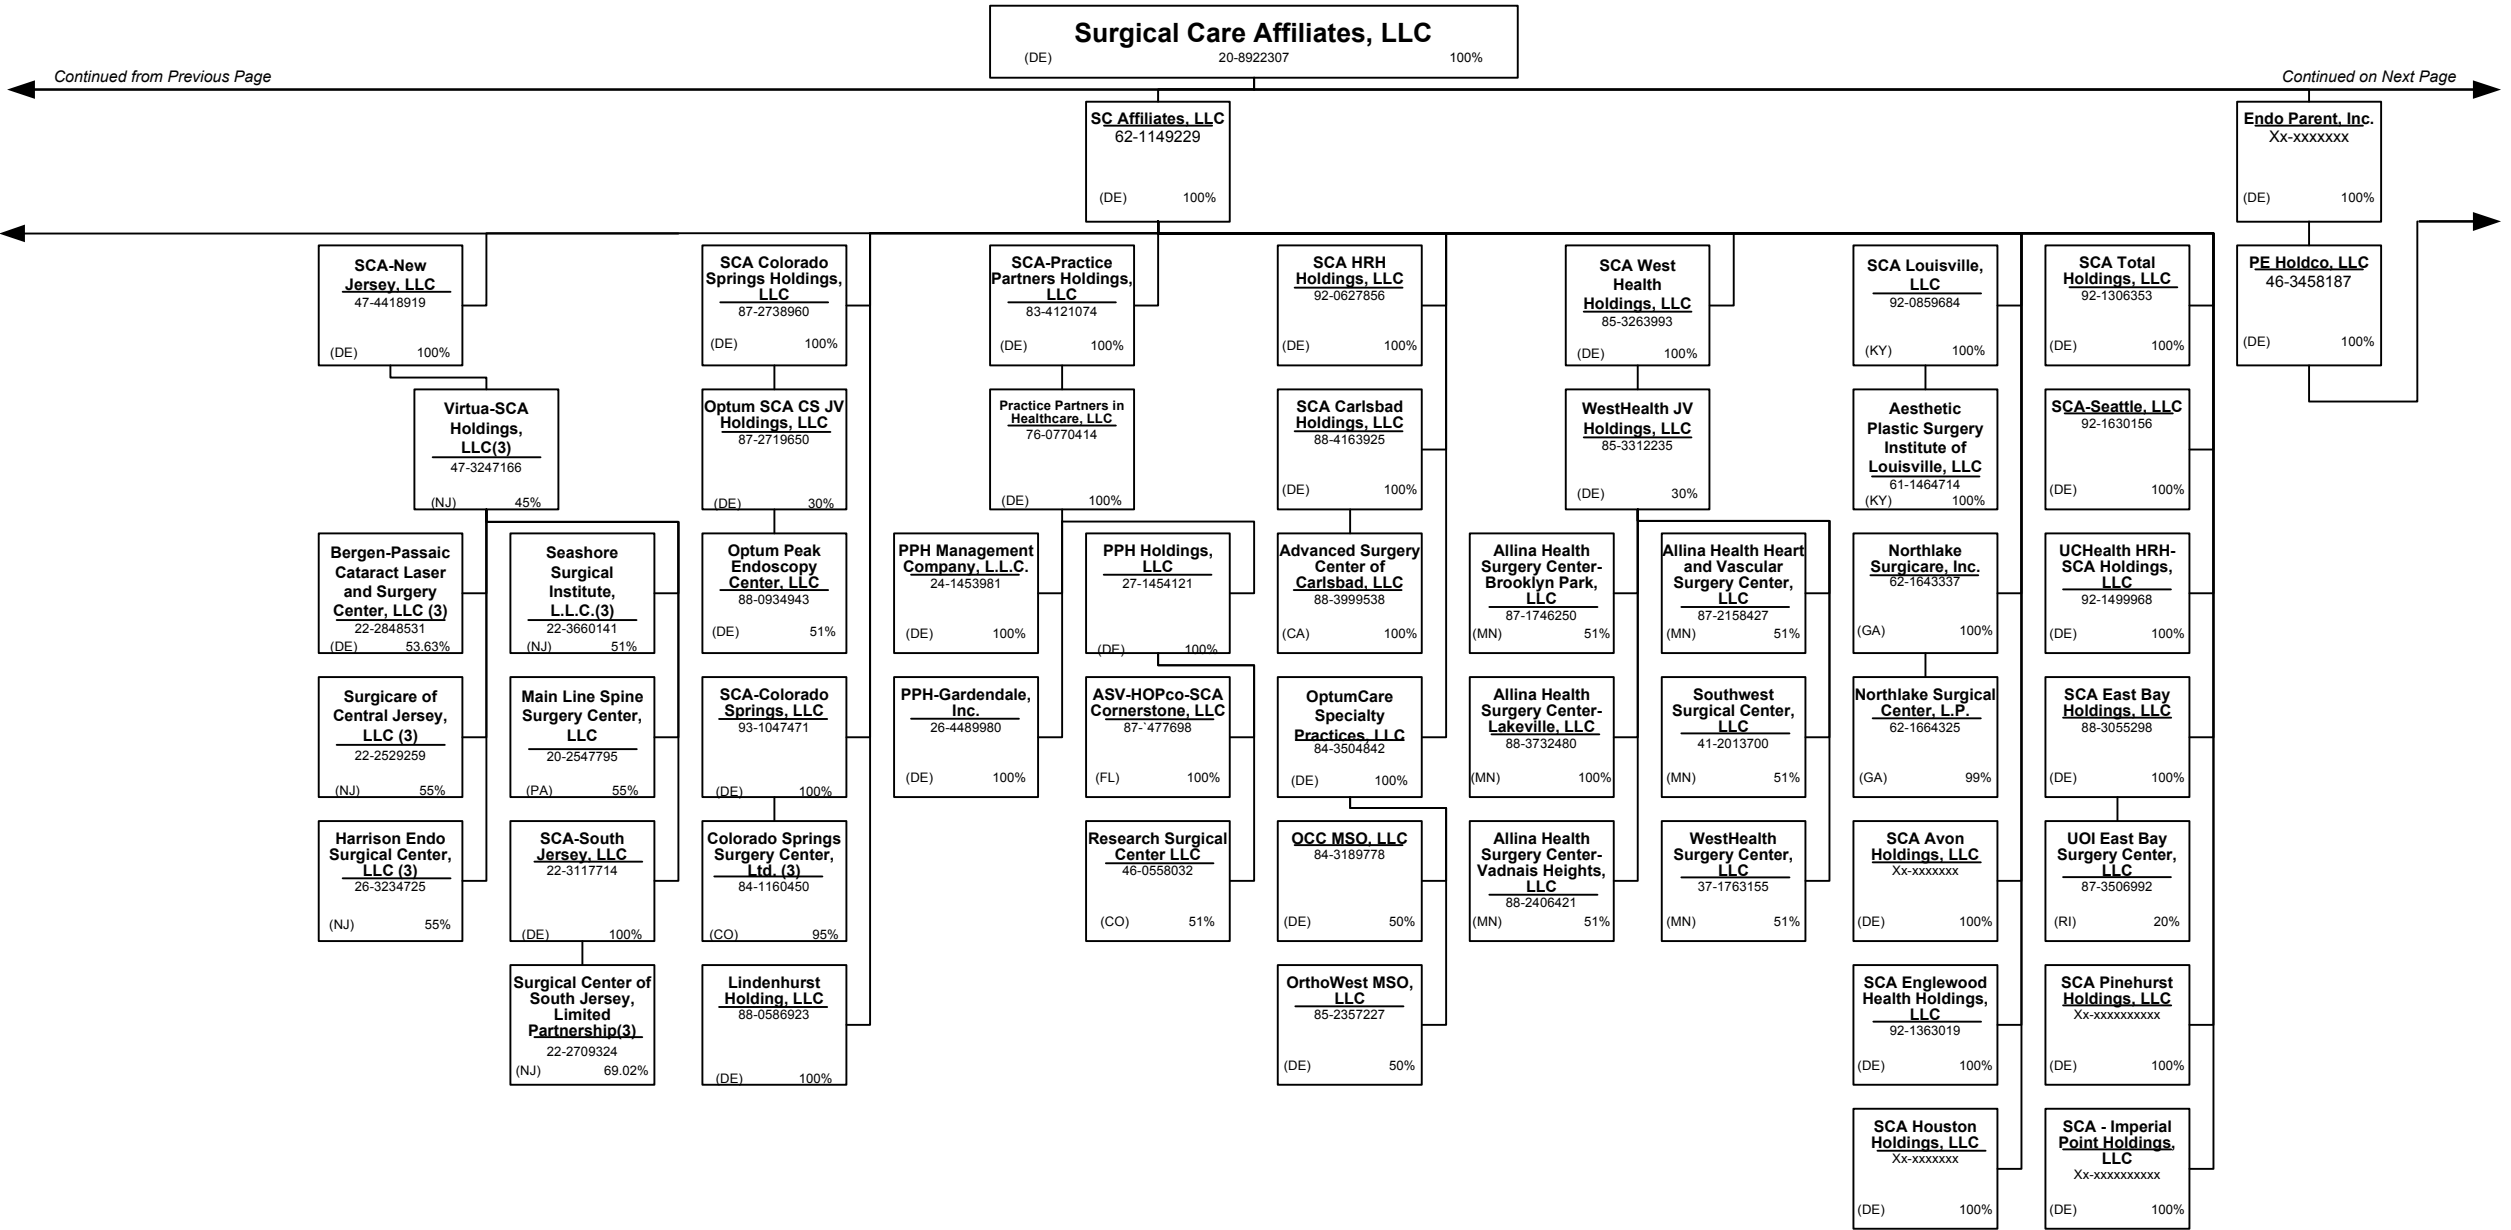 Surgical Care Affiliates, LLC
(DE) 20-8922307 100%
Continued from Previous Page
Continued on Next Page
SC Affiliates, LLC
62-1149229
(DE) 100%
Endo Parent, Inc.
Xx-xxxxxxx
(DE) 100%
SCA-New
Jersey, LLC
47-4418919
(DE) 100%
SCA Colorado
Springs Holdings,
LLC
87-2738960
(DE) 100%
SCA-Practice
Partners Holdings,
LLC
83-4121074
(DE) 100%
SCA HRH
Holdings, LLC
92-0627856
(DE) 100%
SCA West
Health
Holdings, LLC
85-3263993
(DE) 100%
SCA Louisville,
LLC
92-0859684
(KY) 100%
SCA Total
Holdings, LLC
92-1306353
(DE) 100%
PE Holdco, LLC
46-3458187
(DE) 100%
Virtua-SCA
Holdings,
LLC(3)
47-3247166
(NJ) 45%
Optum SCA CS JV
Holdings, LLC
87-2719650
(DE) 30%
Practice Partners in
Healthcare, LLC
76-0770414
(DE) 100%
SCA Carlsbad
Holdings, LLC
88-4163925
(DE) 100%
WestHealth JV
Holdings, LLC
85-3312235
(DE) 30%
Aesthetic
Plastic Surgery
Institute of
Louisville, LLC
61-1464714
(KY) 100%
SCA-Seattle, LLC
92-1630156
(DE) 100%
Bergen-Passaic
Cataract Laser
and Surgery
Center, LLC (3)
22-2848531
(DE) 53.63%
Seashore
Surgical
Institute,
L.L.C.(3)
22-3660141
(NJ) 51%
Optum Peak
Endoscopy
Center, LLC
88-0934943
(DE) 51%
PPH Management
Company, L.L.C.
24-1453981
(DE) 100%
PPH Holdings,
LLC
27-1454121
(DE) 100%
Advanced Surgery
Center of
Carlsbad, LLC
88-3999538
(CA) 100%
Allina Health
Surgery Center-
Brooklyn Park,
LLC
87-1746250
(MN) 51%
Allina Health Heart
and Vascular
Surgery Center,
LLC
87-2158427
(MN) 51%
Northlake
Surgicare, Inc.
62-1643337
(GA) 100%
UCHealth HRH-
SCA Holdings,
LLC
92-1499968
(DE) 100%
Surgicare of
Central Jersey,
LLC (3)
22-2529259
(NJ) 55%
Main Line Spine
Surgery Center,
LLC
20-2547795
(PA) 55%
SCA-Colorado
Springs, LLC
93-1047471
(DE) 100%
PPH-Gardendale,
Inc.
26-4489980
(DE) 100%
ASV-HOPco-SCA
Cornerstone, LLC
87-`477698
(FL) 100%
OptumCare
Specialty
Practices, LLC
84-3504842
(DE) 100%
Allina Health
Surgery Center-
Lakeville, LLC
88-3732480
(MN) 100%
Southwest
Surgical Center,
LLC
41-2013700
(MN) 51%
Northlake Surgical
Center, L.P.
62-1664325
(GA) 99%
SCA East Bay
Holdings, LLC
88-3055298
(DE) 100%
Harrison Endo
Surgical Center,
LLC (3)
26-3234725
(NJ) 55%
SCA-South
Jersey, LLC
22-3117714
(DE) 100%
Colorado Springs
Surgery Center,
Ltd. (3)
84-1160450
(CO) 95%
Research Surgical
Center LLC
46-0558032
(CO) 51%
OCC MSO, LLC
84-3189778
(DE) 50%
Allina Health
Surgery Center-
Vadnais Heights,
LLC
88-2406421
(MN) 51%
WestHealth
Surgery Center,
LLC
37-1763155
(MN) 51%
SCA Avon
Holdings, LLC
Xx-xxxxxxx
(DE) 100%
UOI East Bay
Surgery Center,
LLC
87-3506992
(RI) 20%
Surgical Center of
South Jersey,
Limited
Partnership(3)
22-2709324
(NJ) 69.02%
Lindenhurst
Holding, LLC
88-0586923
(DE) 100%
OrthoWest MSO,
LLC
85-2357227
(DE) 50%
SCA Englewood
Health Holdings,
LLC
92-1363019
(DE) 100%
SCA Pinehurst
Holdings, LLC
Xx-xxxxxxxxxx
(DE) 100%
SCA Houston
Holdings, LLC
Xx-xxxxxxx
(DE) 100%
SCA - Imperial
Point Holdings,
LLC
Xx-xxxxxxxxxx
(DE) 100%